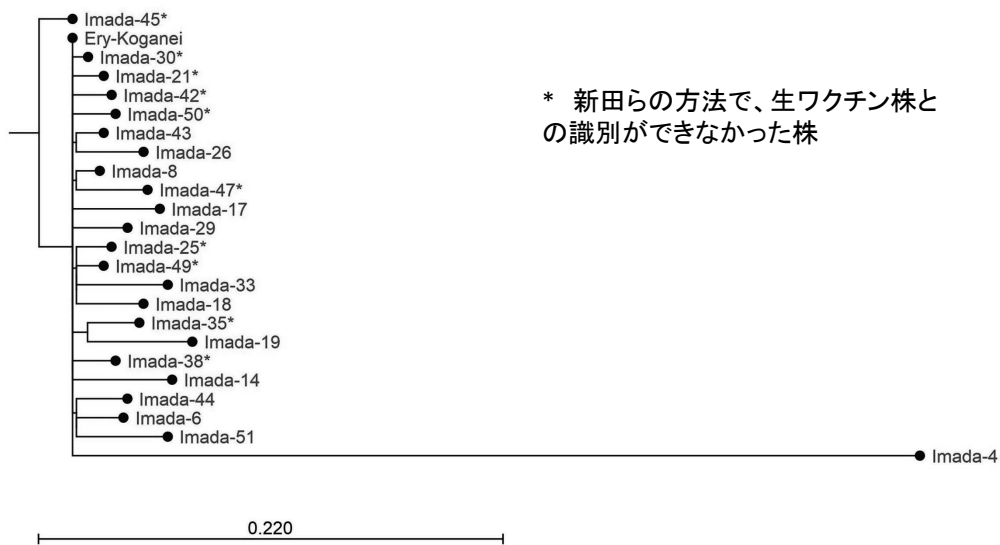 Imada-45*
Ery-Koganei
Imada-30*
Imada-21*
Imada-42*
Imada-50*
Imada-43
Imada-26
Imada-8
Imada-47*
Imada-17
Imada-29
Imada-25*
Imada-49*
Imada-33
Imada-18
Imada-35*
Imada-19
Imada-38*
Imada-14
Imada-44
Imada-6
Imada-51
Imada-4
* 新田らの方法で、生ワクチン株と
の識別ができなかった株
0.220